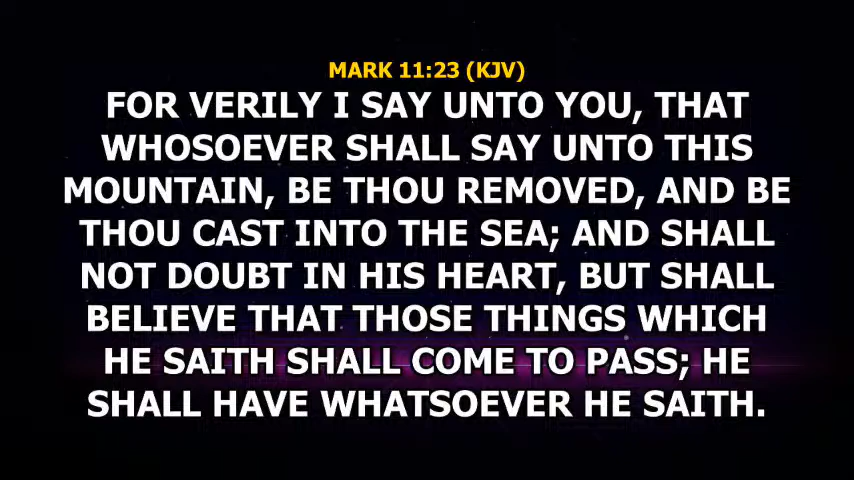 MARK 11:23 (KJV)
FOR VERILY I SAY UNTO YOU, THAT
WHOSOEVER SHALL SAY UNTO THIS
MOUNTAIN, BE THOU REMOVED, AND BE
THOU CAST INTO THE SEA; AND SHALL
NOT DOUBT IN HIS HEART, BUT SHALL
BELIEVE THAT THOSE THINGS WHICH
HE SAITH SHALL COME TO PASS; HE
SHALL HAVE WHATSOEVER HE SAITH.